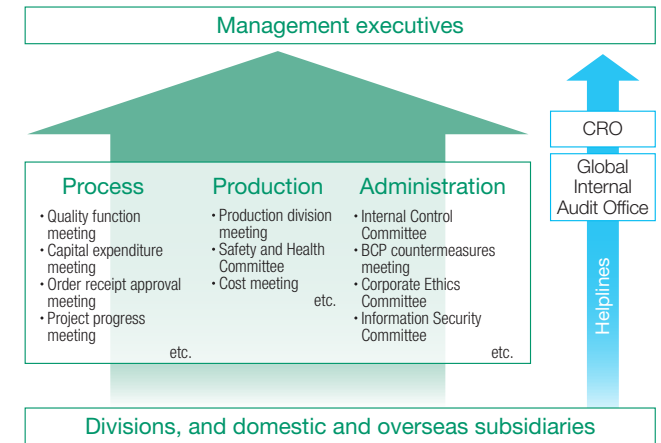 Management executives
Process
・Quality function
meeting
・Capital expenditure
meeting
・Order receipt approval
meeting
・Project progress
meeting
etc.
Production
・Production division
meeting
・Safety and Health
Committee
・Cost meeting
etc.
Administration
・Internal Control
Committee
・BCP countermeasures
meeting
・Corporate Ethics
Committee
・Information Security
Committee
etc.
CRO
Global
Internal
Audit Office
Helplines
Divisions, and domestic and overseas subsidiaries